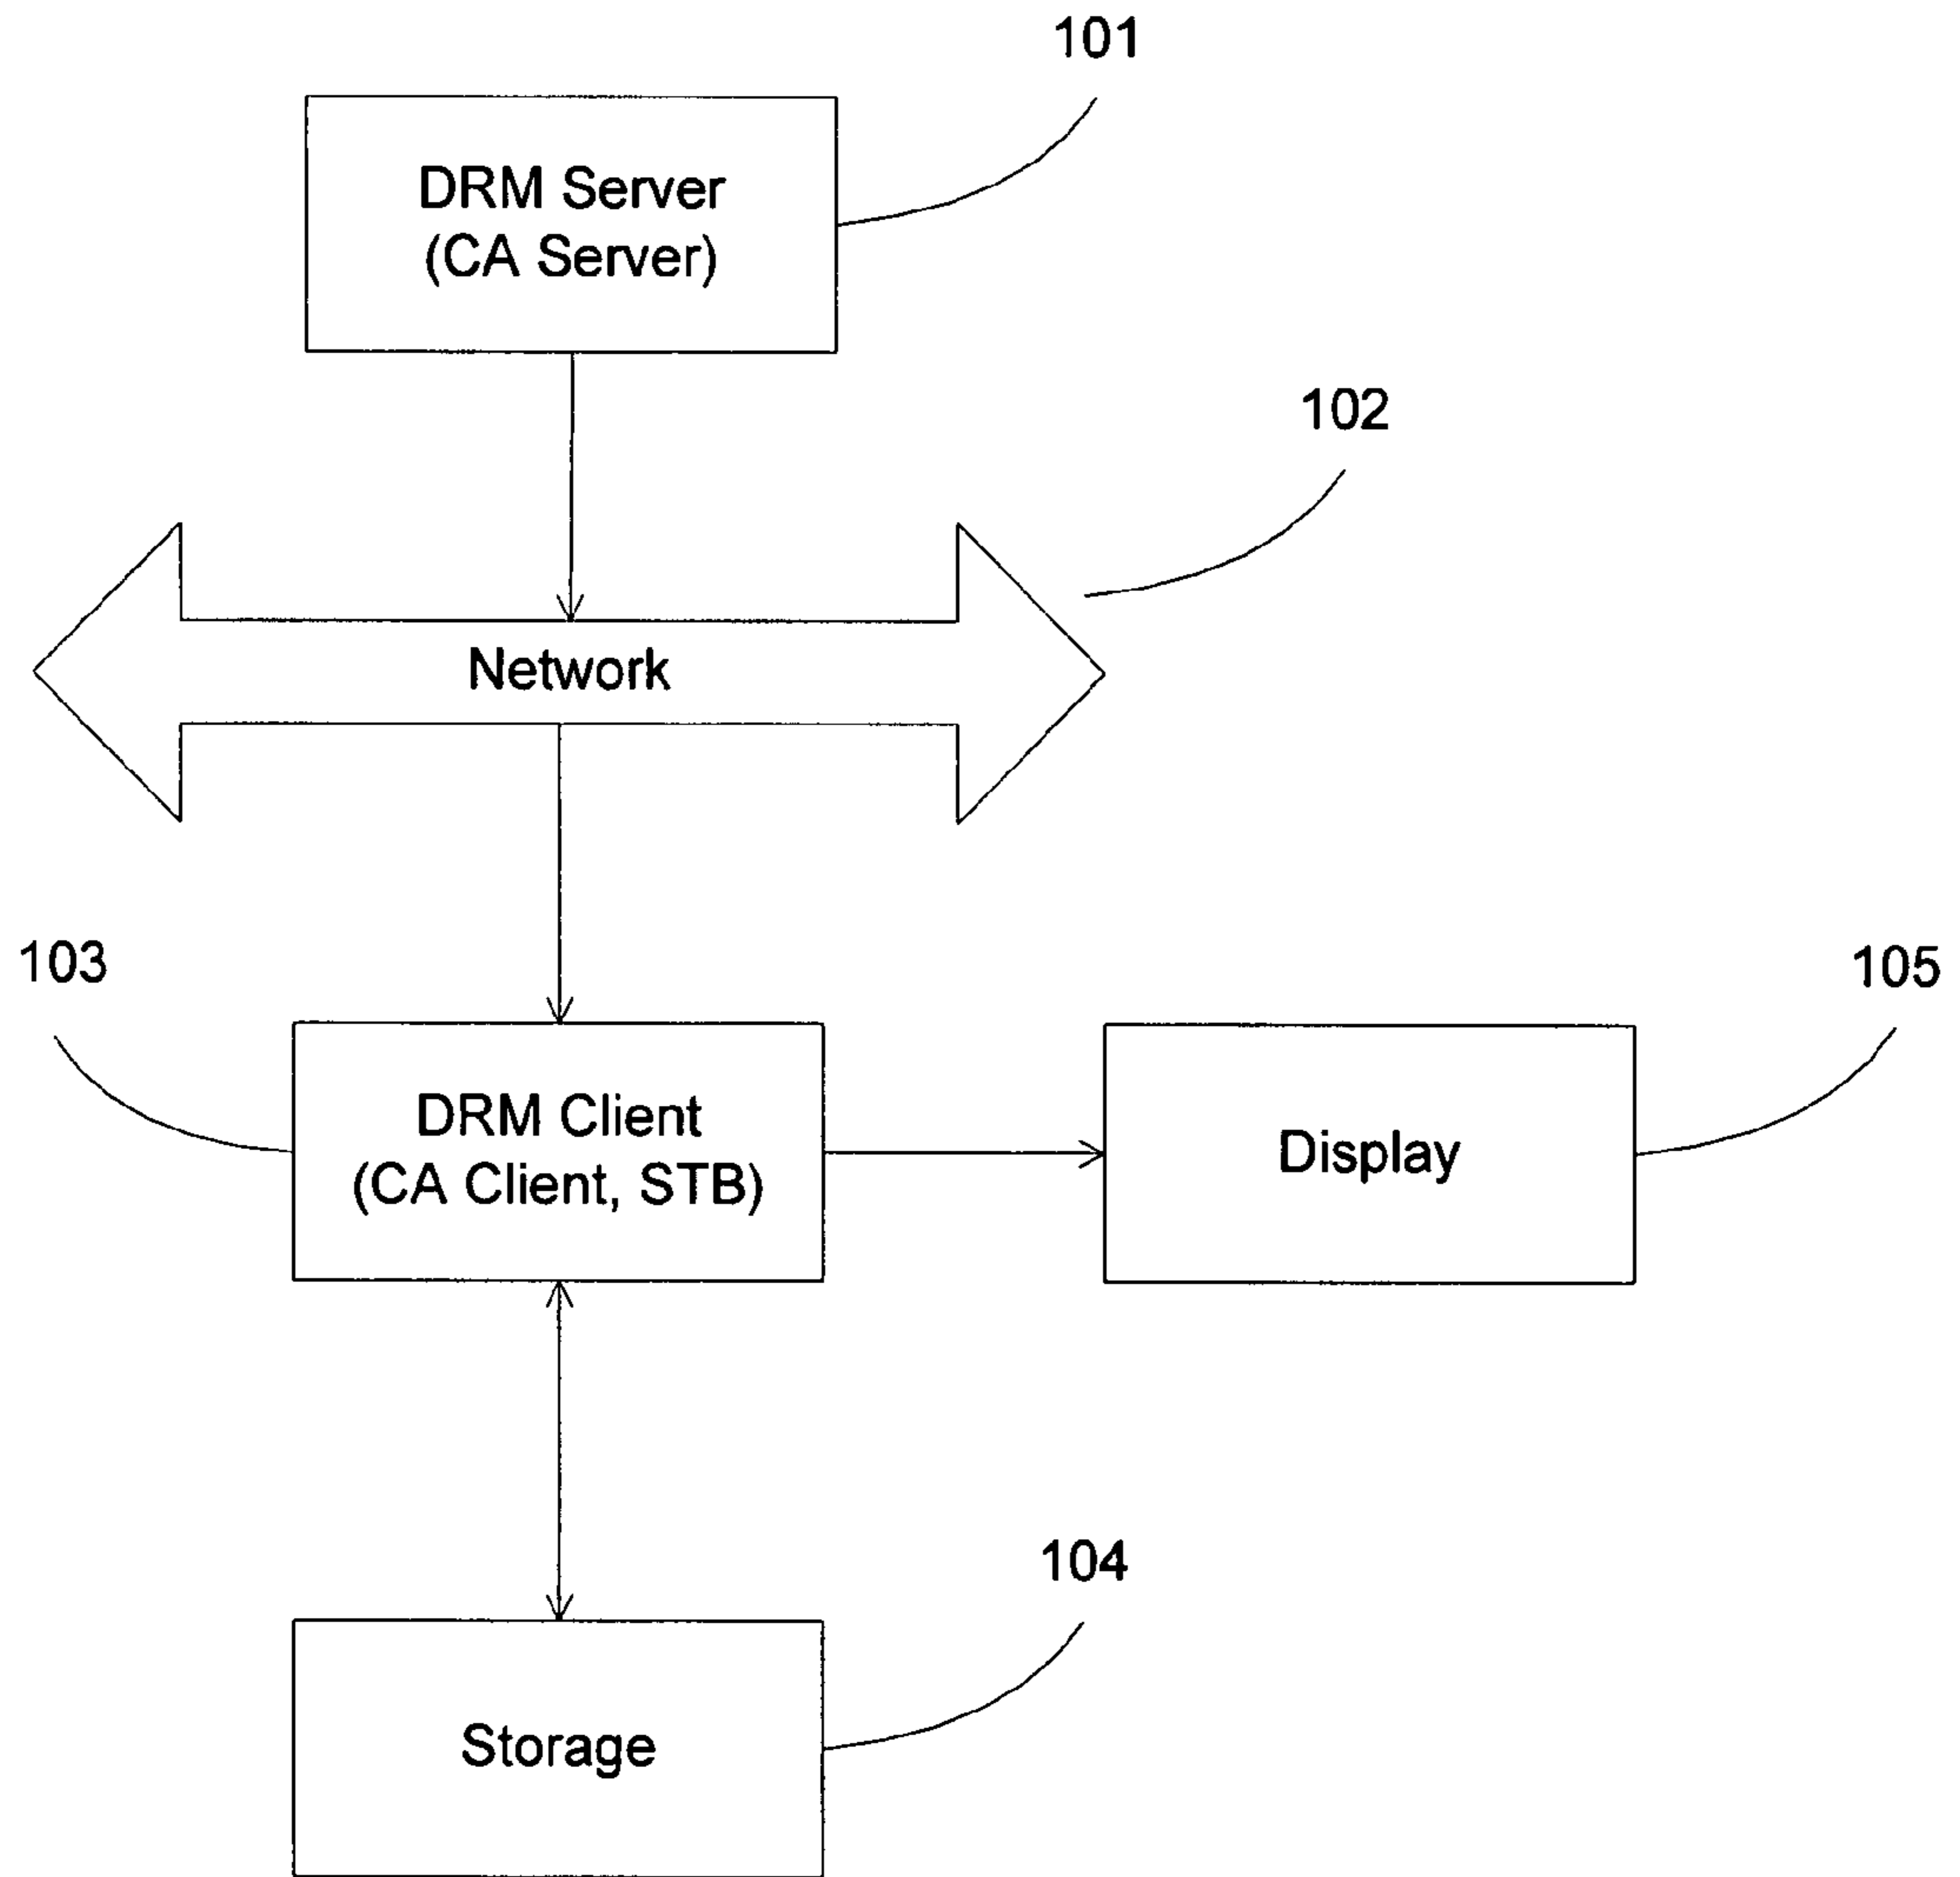 101
DRM Server
(CA Server)
102
Network
103
105
DRM Client
(CA Client, STB)
Display
104
Storage